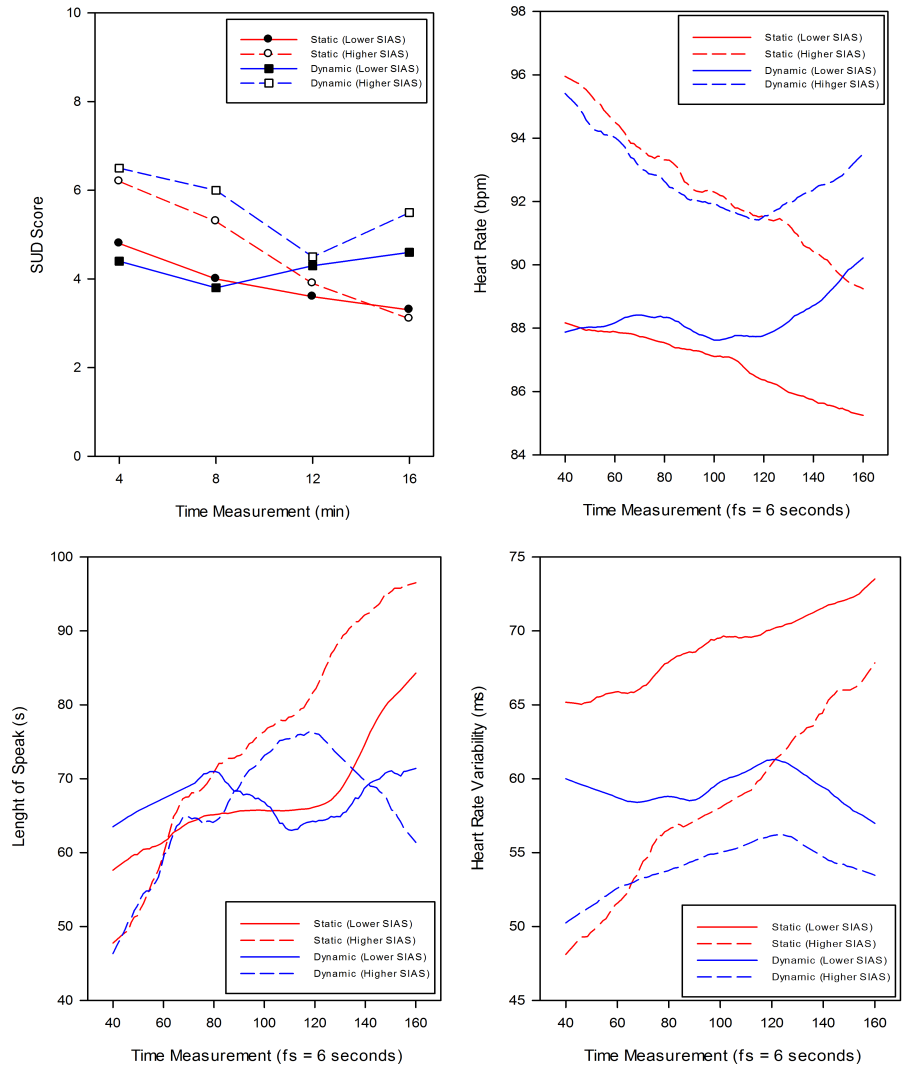 10
8
6
4
2
0
SUD Score
Static (Lower SIAS)
Static (Higher SIAS)
Dynamic (Lower SIAS)
Dynamic (Higher SIAS)
4 8 12 16
Time Measurement (min)
98
96
94
92
90
88
86
84
Heart Rate (bpm)
Static (Lower SIAS)
Static (Higher SIAS)
Dynamic (Lower SIAS)
Dynamic (Hihger SIAS)
40 60 80 100 120 140 160
Time Measurement (fs = 6 seconds)
100
90
80
70
60
50
40
Lenght of Speak (s)
Static (Lower SIAS)
Static (Higher SIAS)
Dynamic (Lower SIAS)
Dynamic (Higher SIAS)
40 60 80 100 120 140 160
Time Measurement (fs = 6 seconds)
75
70
65
60
55
50
45
Heart Rate Variability (ms)
Static (Lower SIAS)
Static (Higher SIAS)
Dynamic (Lower SIAS)
Dynamic (Higher SIAS)
40 60 80 100 120 140 160
Time Measurement (fs = 6 seconds)